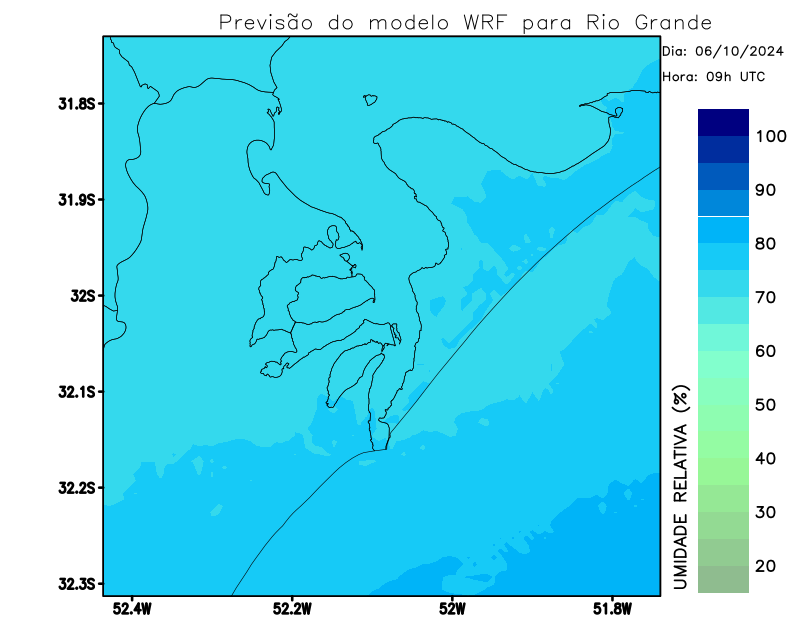 Previsão do modelo WRF para Rio Grande
Dia: 06/10/2024
Hora: 09h UTC
31.8S
31.9S
32S
32.1S
32.2S
32.3S
52.4W
52.2W
52W
51.8W
100
90
80
70
60
50
40
30
20
UMIDADE RELATIVA (%)